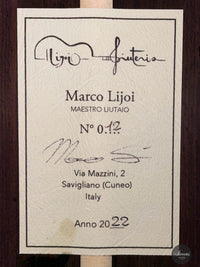 Lijoi Liuteria
Marco Lijoi
MAESTRO LIUTAIO
N° 0.12
Via Mazzini, 2
Savigliano (Cuneo)
Italy
Anno 2022